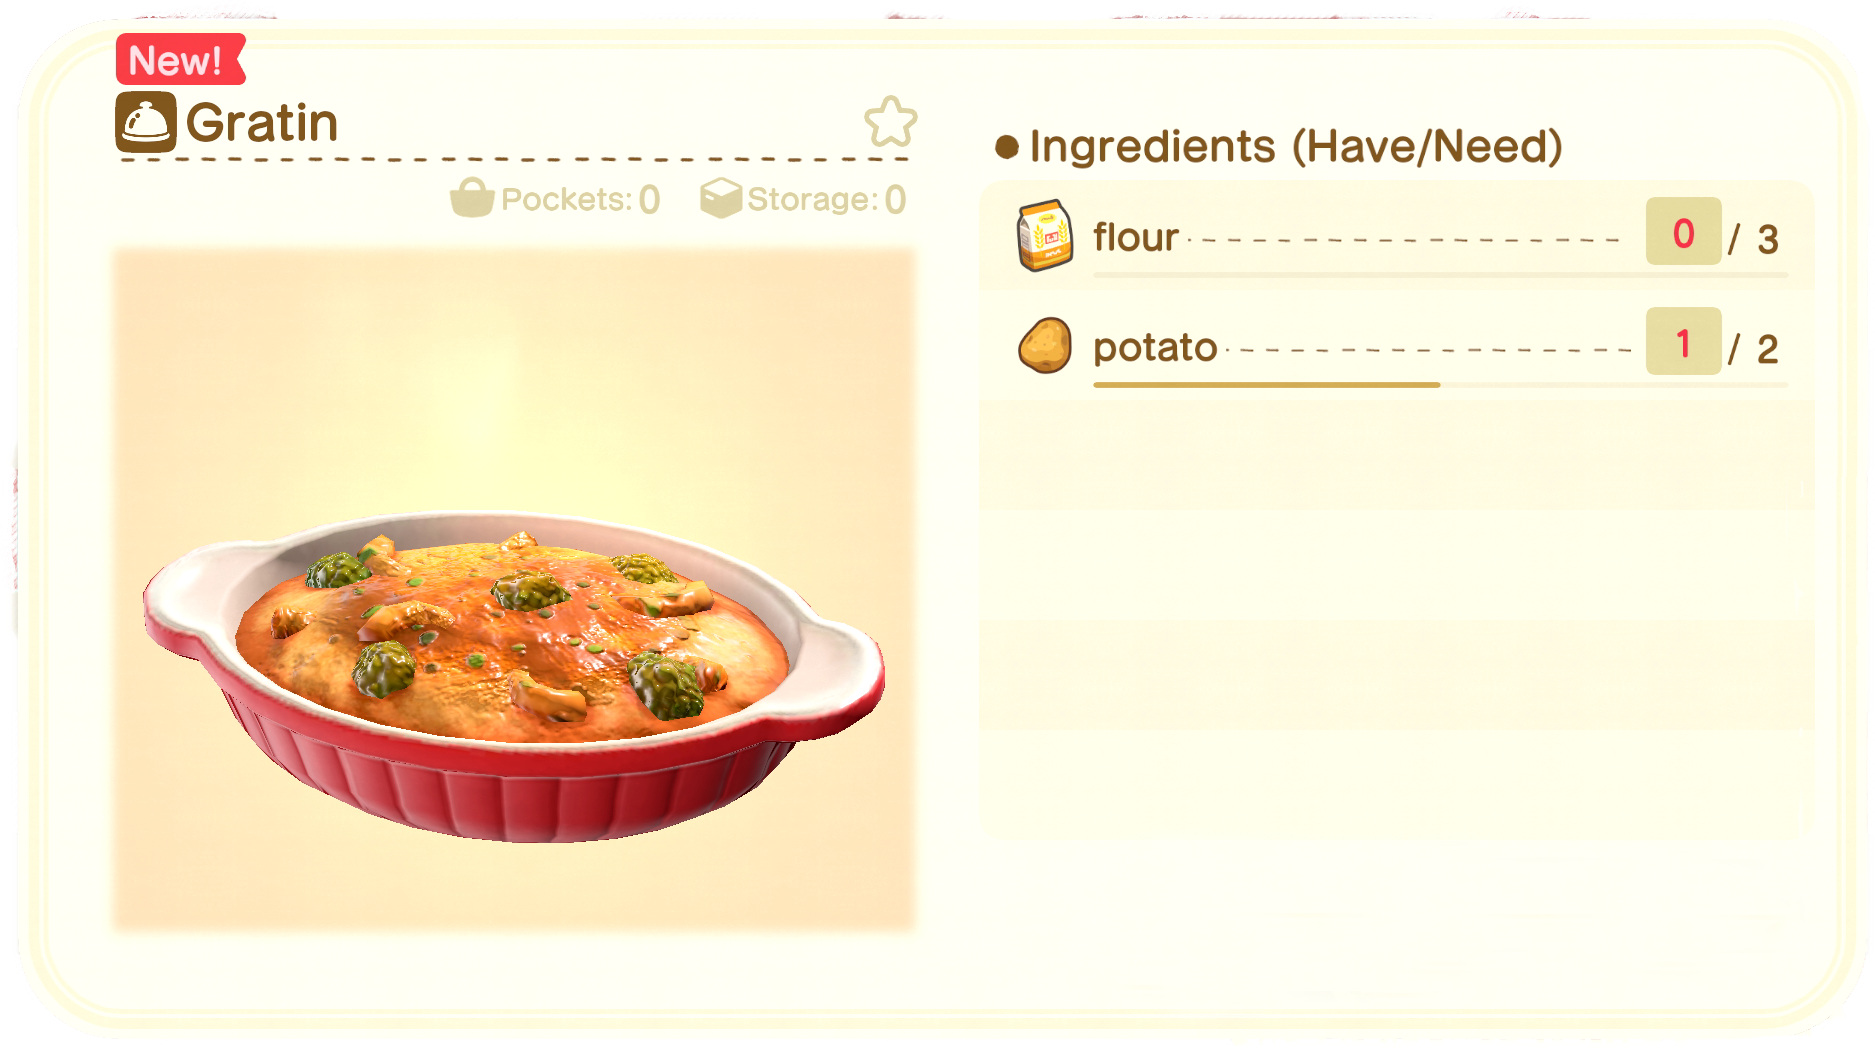 New!
Gratin
Pockets: 0 Storage: 0
Ingredients (Have/Need)
flour 0 / 3
potato 1 / 2